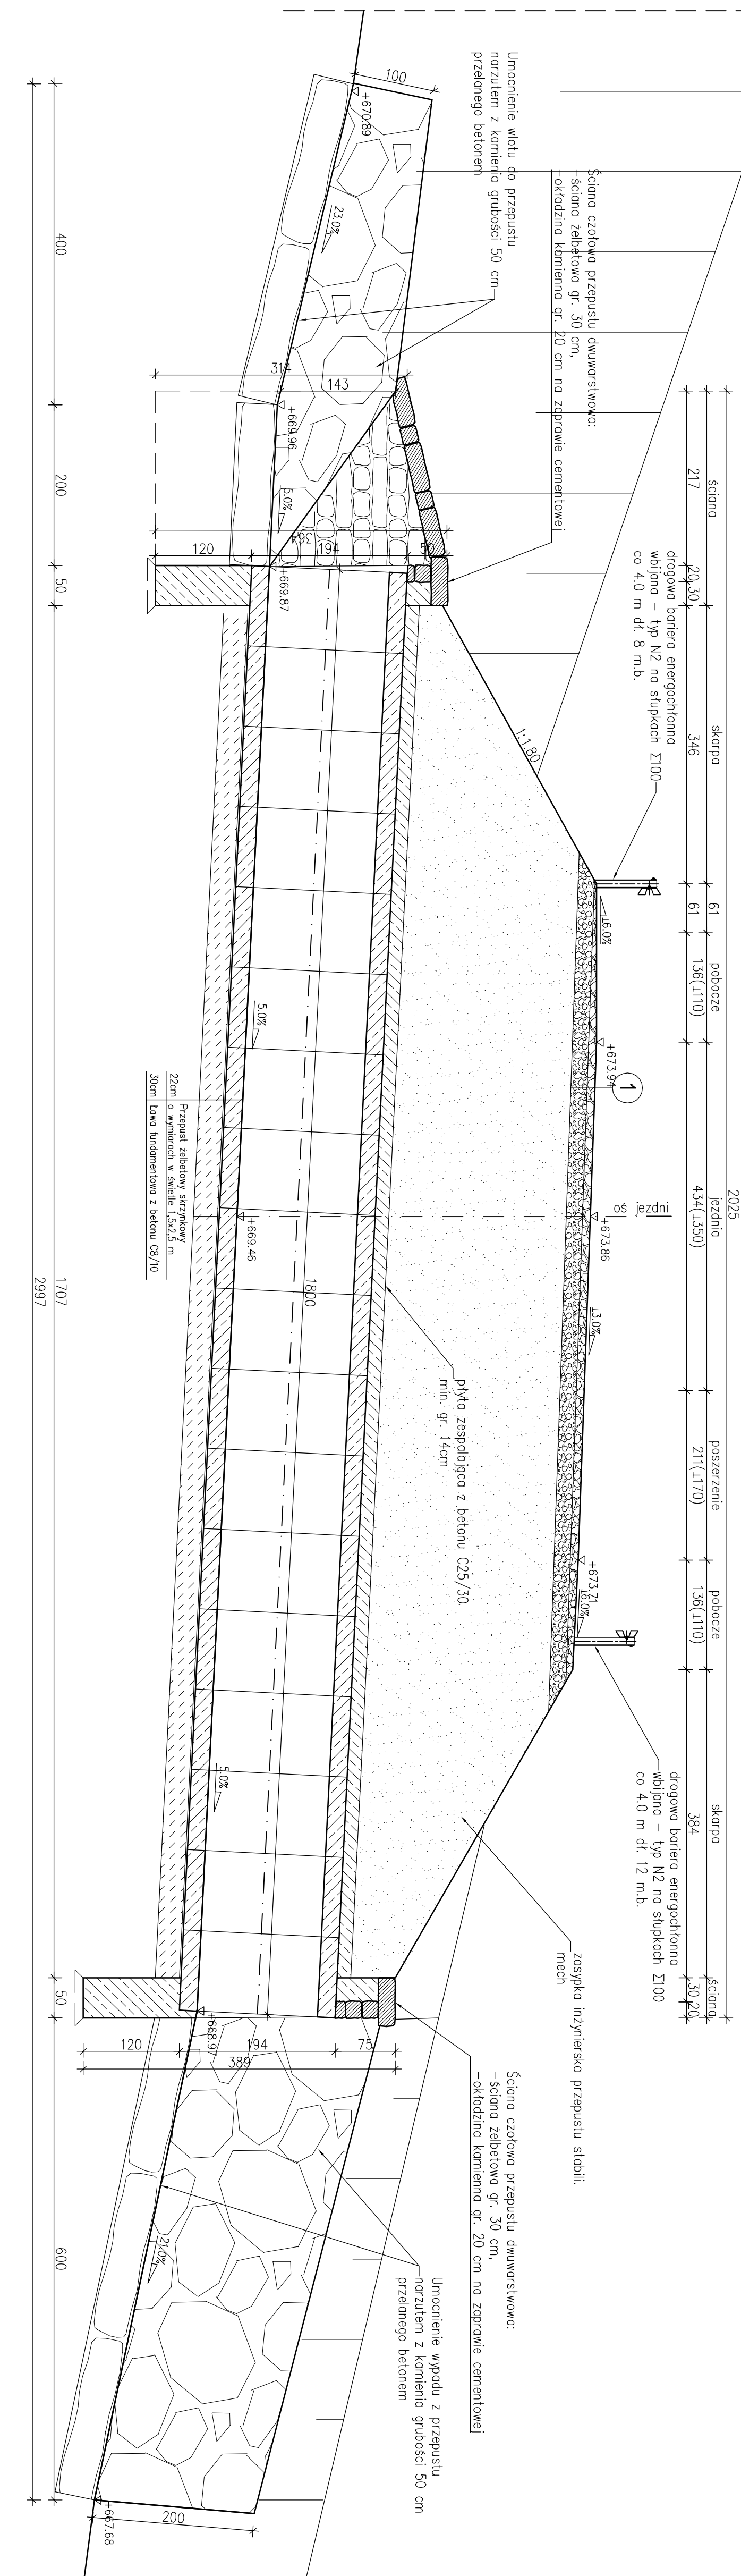 2025
ściana
skarpa
61
pobocze
jezdnia
poszerzenie
pobocze
skarpa
ściana
217
20
30
346
61
136(⊥110)
434(⊥350)
211(⊥170)
136(⊥110)
384
30
20
drogowa bariera energochłonna
wbijana – typ N2 na słupkach Σ100
co 4.0 m dł. 8 m.b.
drogowa bariera energochłonna
wbijana – typ N2 na słupkach Σ100
co 4.0 m dł. 12 m.b.
oś jezdni
1
⊥6.0%
+673.94
+673.86
⊥3.0%
+673.71
⊥6.0%
1:1.80
Ściana czołowa przepustu dwuwarstwowa:
–ściana żelbetowa gr. 30 cm,
–okładzina kamienna gr. 20 cm na zaprawie cementowej
Umocnienie wlotu do przepustu
narzutem z kamienia grubości 50 cm
przelanego betonem
zasypka inżynierska przepustu stabili.
mech
Ściana czołowa przepustu dwuwarstwowa:
–ściana żelbetowa gr. 30 cm,
–okładzina kamienna gr. 20 cm na zaprawie cementowej
Umocnienie wypadu z przepustu
narzutem z kamienia grubości 50 cm
przelanego betonem
płyta zespalająca z betonu C25/30
min. gr. 14cm
100
+670.89
23.0%
314
143
+669.96
5.0%
364
120
194
50
+669.87
1800
5.0%
+669.46
5.0%
+668.97
120
194
75
389
21.0%
+667.68
200
Przepust żelbetowy skrzynkowy
22cm o wymiarach w świetle 1,5x2,5 m
30cm Ława fundamentowa z betonu C8/10
400
200
50
1707
50
600
2997